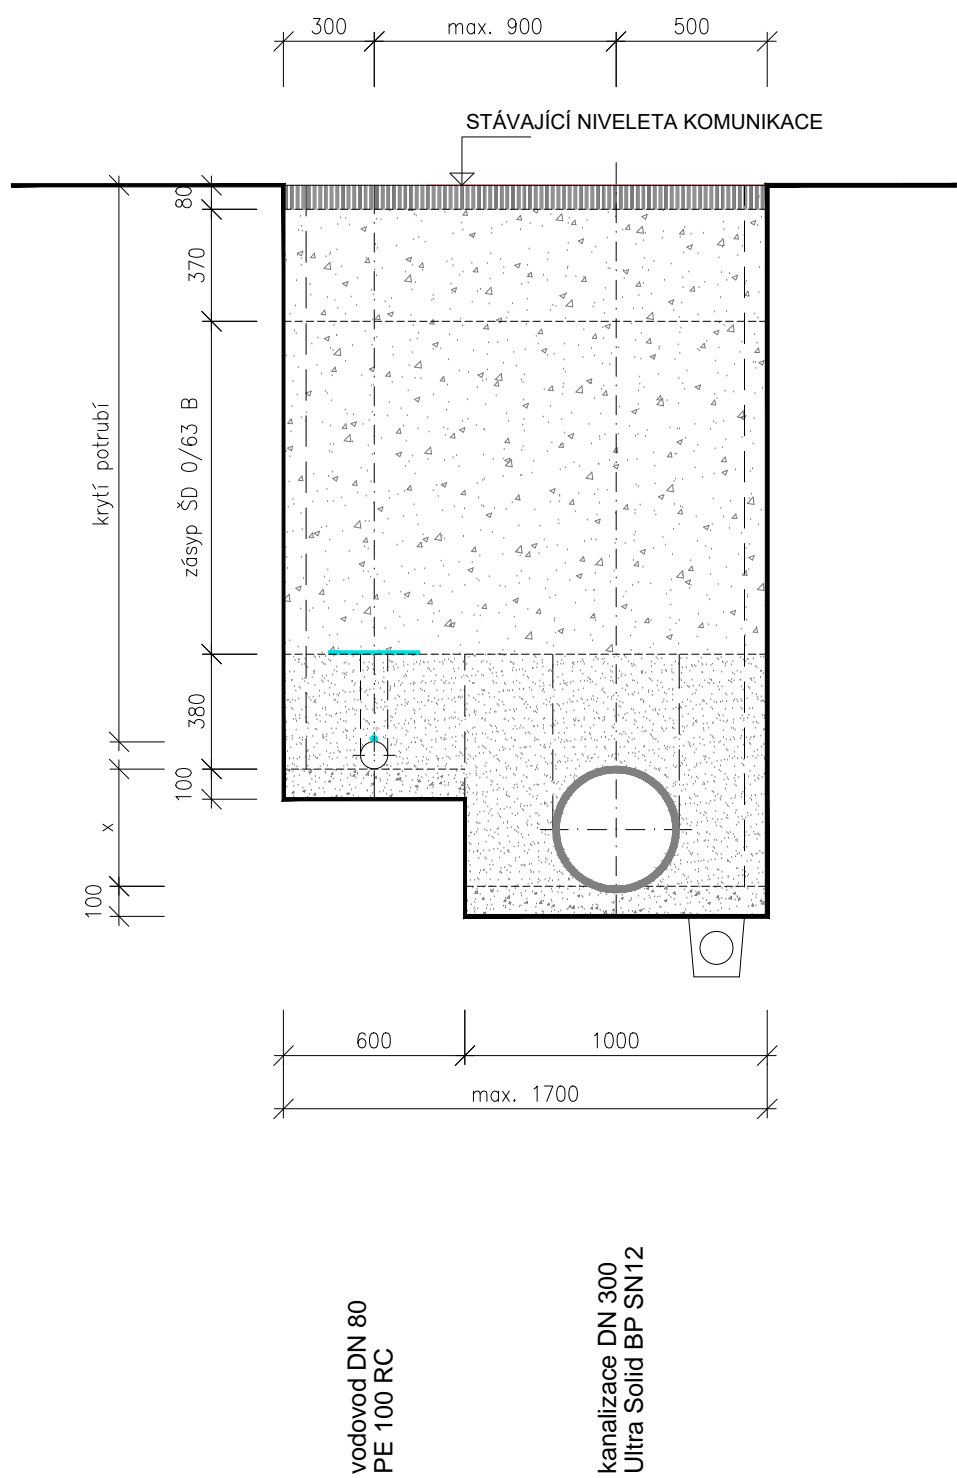 300
max. 900
500
STÁVAJÍCÍ NIVELETA KOMUNIKACE
80
370
krytí potrubí
zásyp ŠD 0/63 B
380
100
x
100
600
1000
max. 1700
vodovod DN 80
PE 100 RC
kanalizace DN 300
Ultra Solid BP SN12